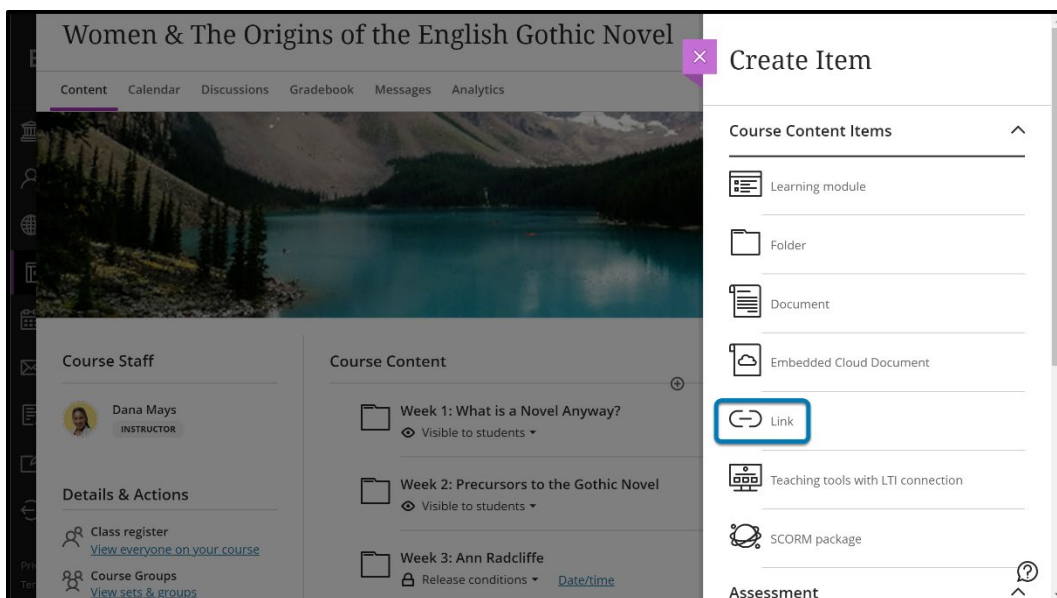 Women & The Origins of the English Gothic Novel
Content Calendar Discussions Gradebook Messages Analytics
Course Staff
Dana Mays
INSTRUCTOR
Details & Actions
Class register
View everyone on your course
Course Groups
View sets & groups
Course Content
Week 1: What is a Novel Anyway?
Visible to students
Week 2: Precursors to the Gothic Novel
Visible to students
Week 3: Ann Radcliffe
Release conditions Date/time
Create Item
Course Content Items
Learning module
Folder
Document
Embedded Cloud Document
Link
Teaching tools with LTI connection
SCORM package
Assessment